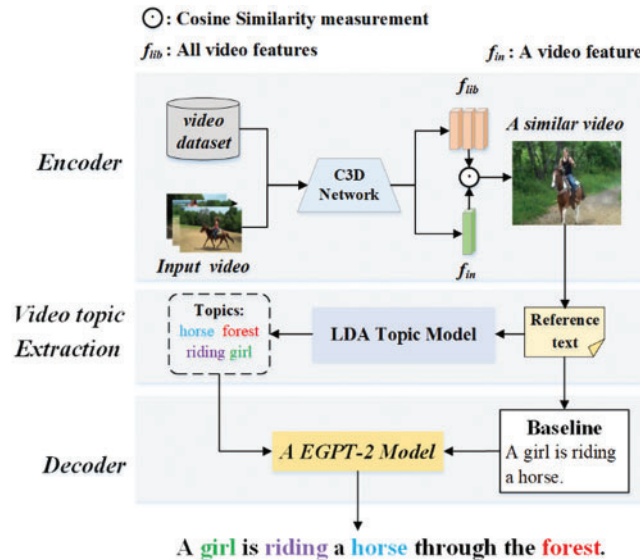 ⊙: Cosine Similarity measurement
f_lib : All video features
f_in : A video feature
f_lib
video
dataset
A similar video
Encoder
C3D
Network
Input video
f_in
Video topic
Extraction
Topics:
horse forest
riding girl
LDA Topic Model
Reference
text
Decoder
A EGPT-2 Model
Baseline
A girl is riding
a horse.
A girl is riding a horse through the forest.